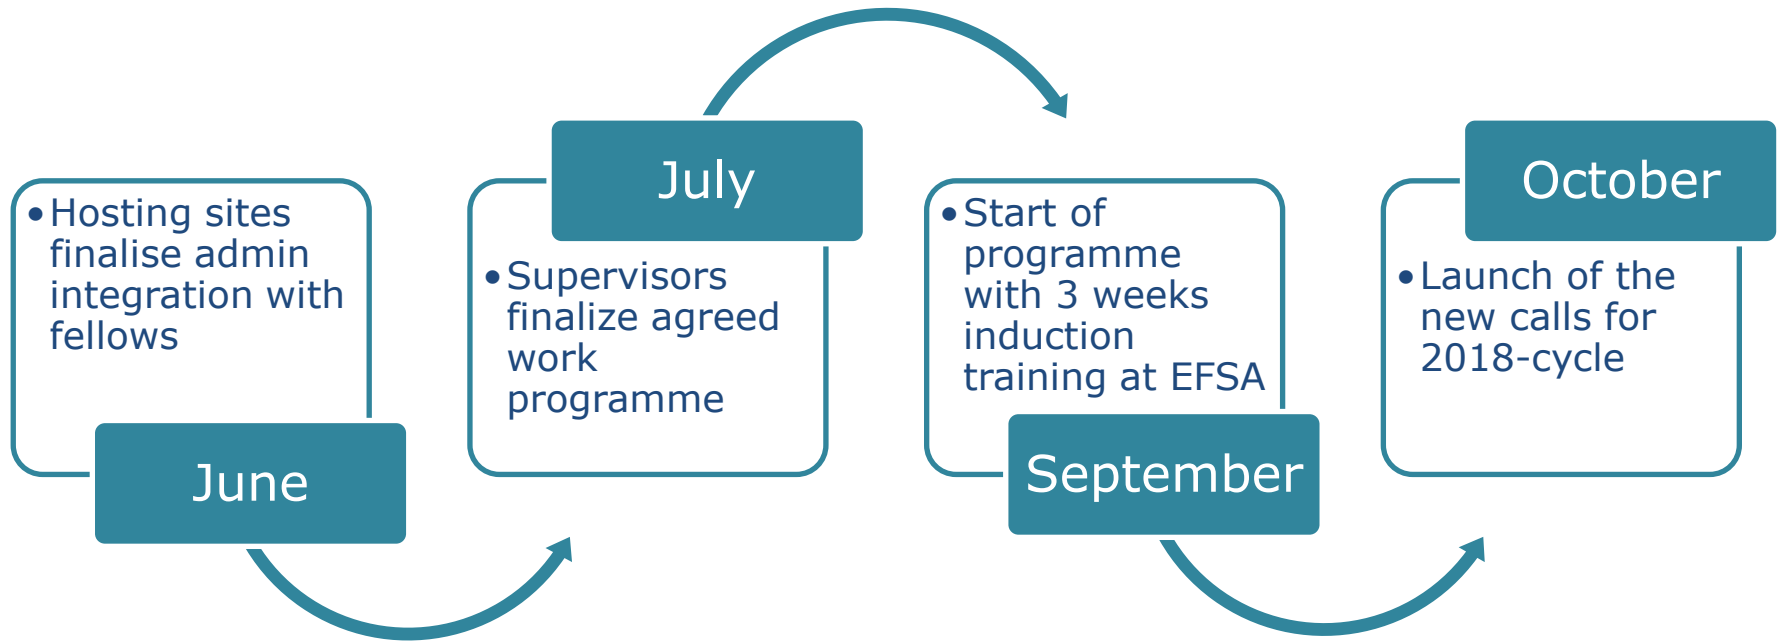 •Hosting sites
finalise admin
integration with
fellows
June
July
•Supervisors
finalize agreed
work
programme
•Start of
programme
with 3 weeks
induction
training at EFSA
September
October
•Launch of the
new calls for
2018-cycle